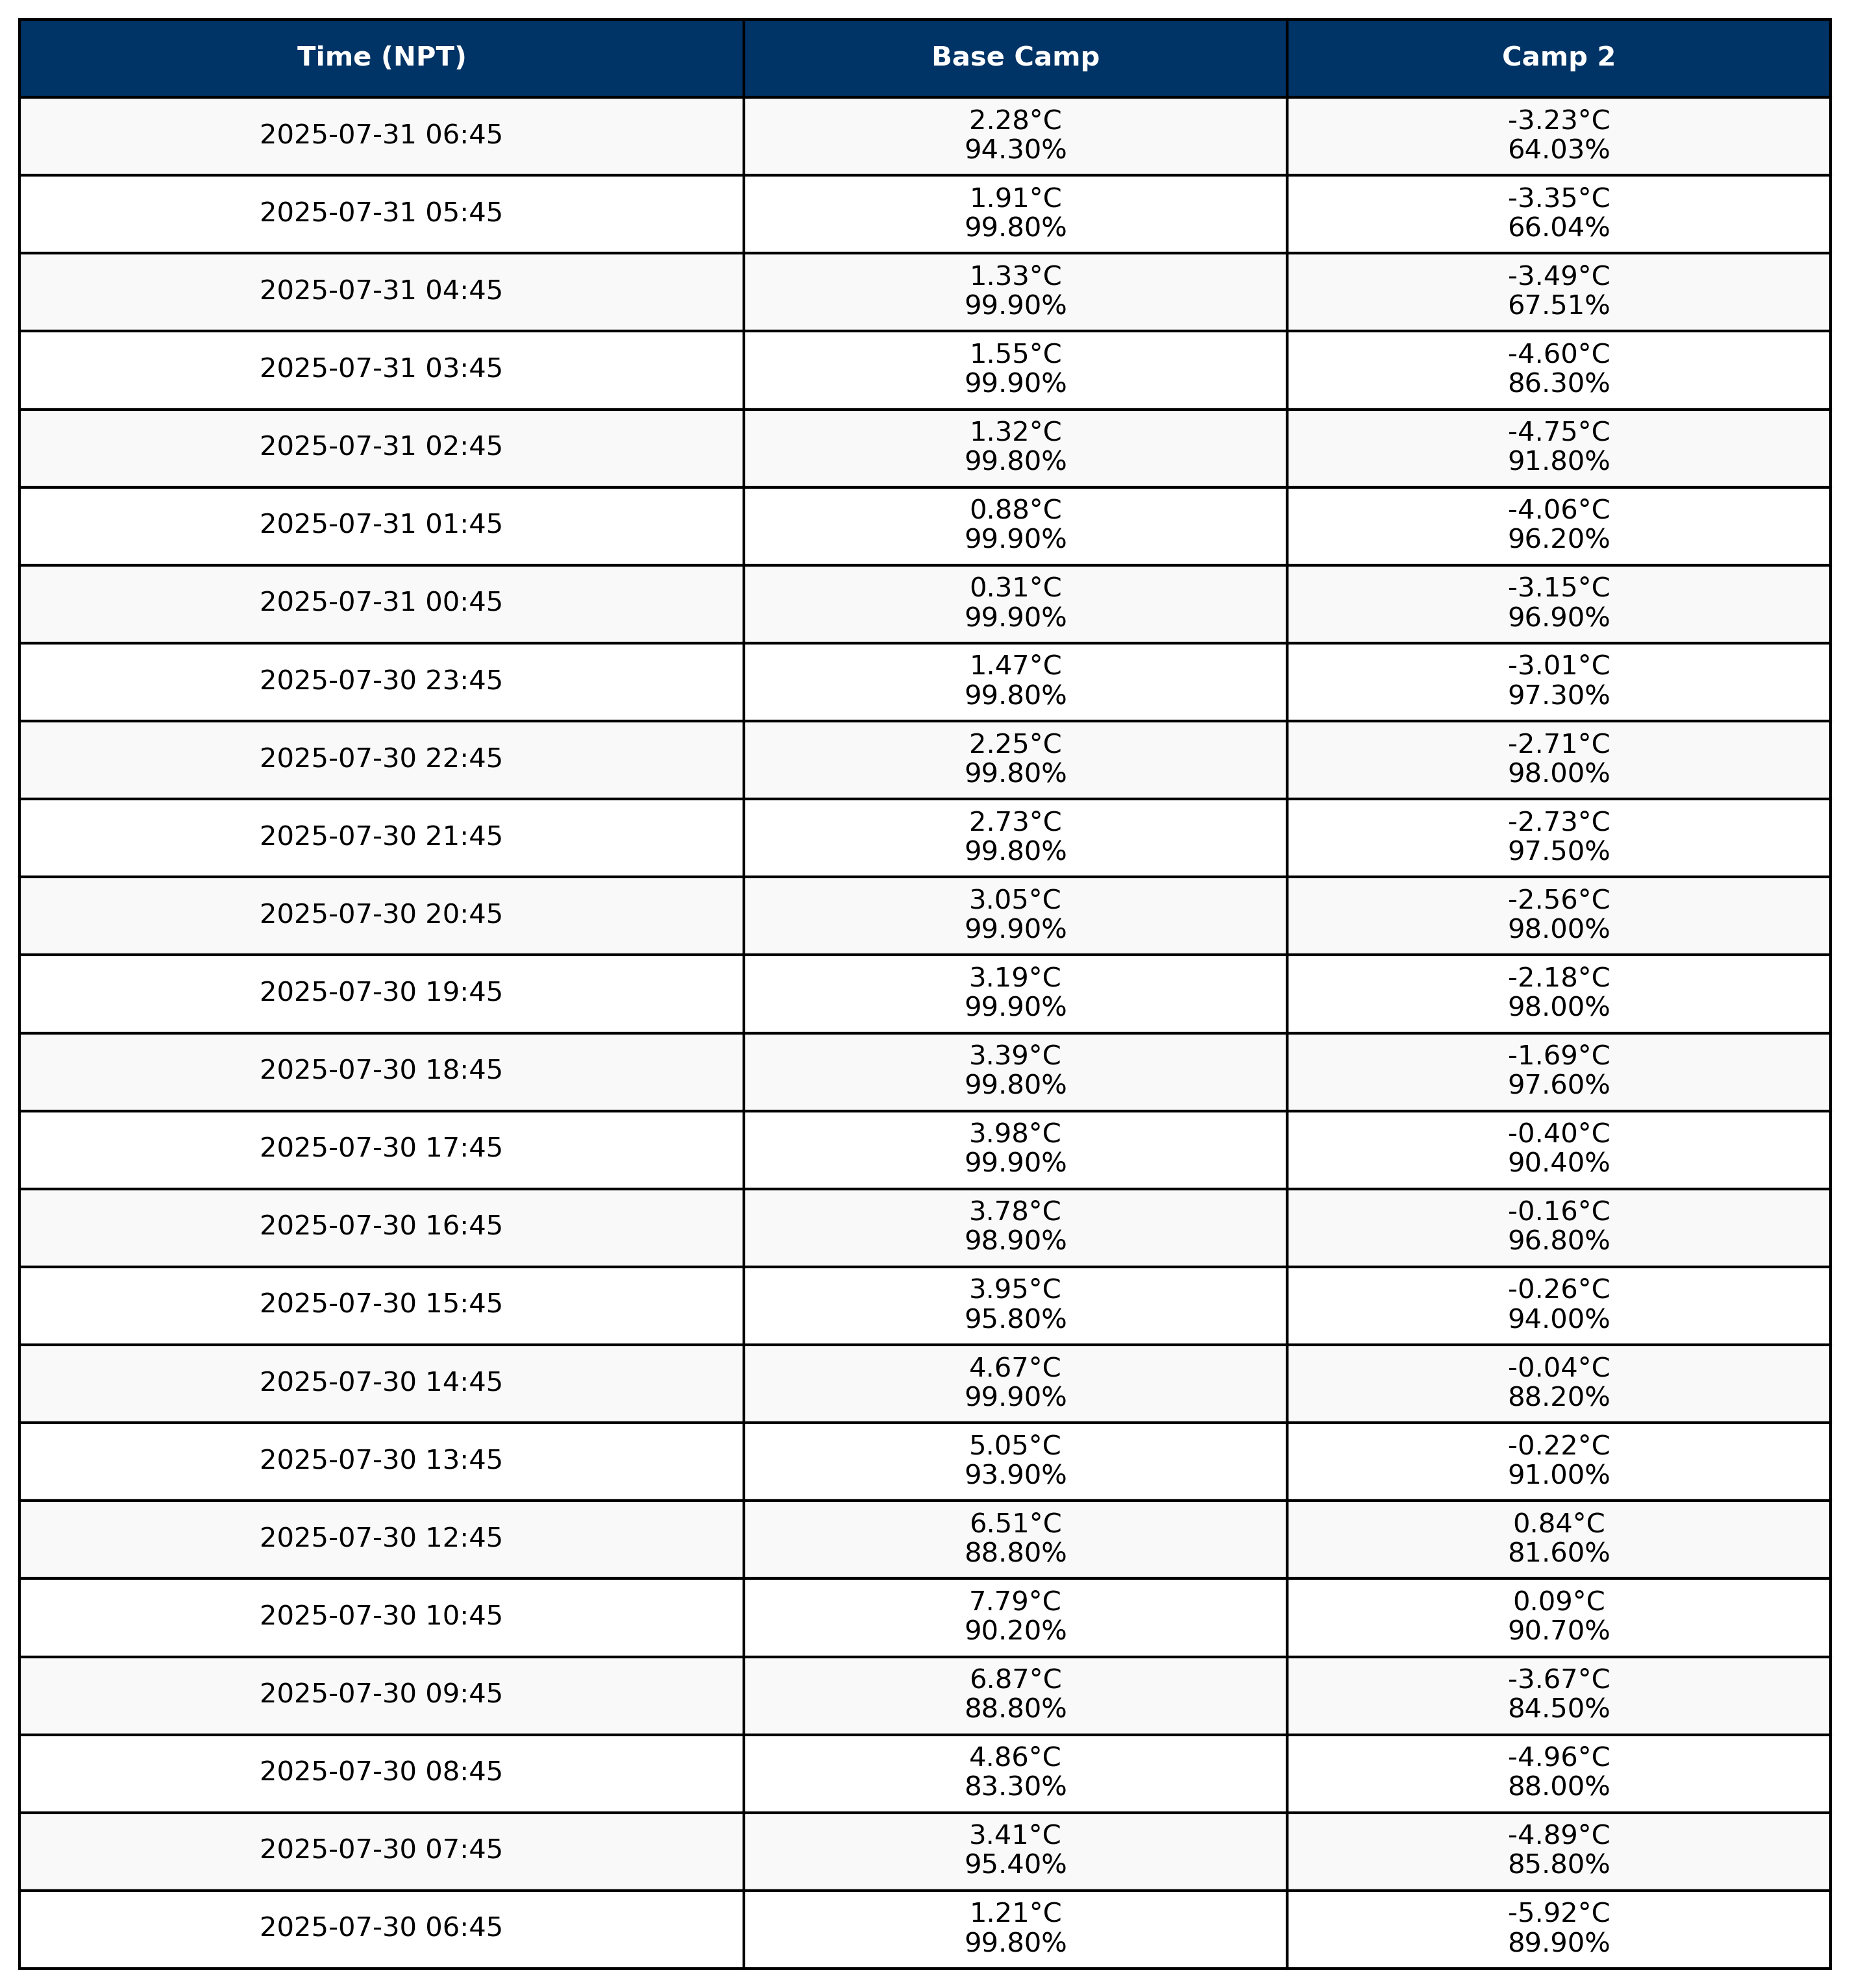 Time (NPT) Base Camp Camp 2
2025-07-31 06:45 2.28°C -3.23°C
94.30% 64.03%
2025-07-31 05:45 1.91°C -3.35°C
99.80% 66.04%
2025-07-31 04:45 1.33°C -3.49°C
99.90% 67.51%
2025-07-31 03:45 1.55°C -4.60°C
99.90% 86.30%
2025-07-31 02:45 1.32°C -4.75°C
99.80% 91.80%
2025-07-31 01:45 0.88°C -4.06°C
99.90% 96.20%
2025-07-31 00:45 0.31°C -3.15°C
99.90% 96.90%
2025-07-30 23:45 1.47°C -3.01°C
99.80% 97.30%
2025-07-30 22:45 2.25°C -2.71°C
99.80% 98.00%
2025-07-30 21:45 2.73°C -2.73°C
99.80% 97.50%
2025-07-30 20:45 3.05°C -2.56°C
99.90% 98.00%
2025-07-30 19:45 3.19°C -2.18°C
99.90% 98.00%
2025-07-30 18:45 3.39°C -1.69°C
99.80% 97.60%
2025-07-30 17:45 3.98°C -0.40°C
99.90% 90.40%
2025-07-30 16:45 3.78°C -0.16°C
98.90% 96.80%
2025-07-30 15:45 3.95°C -0.26°C
95.80% 94.00%
2025-07-30 14:45 4.67°C -0.04°C
99.90% 88.20%
2025-07-30 13:45 5.05°C -0.22°C
93.90% 91.00%
2025-07-30 12:45 6.51°C 0.84°C
88.80% 81.60%
2025-07-30 10:45 7.79°C 0.09°C
90.20% 90.70%
2025-07-30 09:45 6.87°C -3.67°C
88.80% 84.50%
2025-07-30 08:45 4.86°C -4.96°C
83.30% 88.00%
2025-07-30 07:45 3.41°C -4.89°C
95.40% 85.80%
2025-07-30 06:45 1.21°C -5.92°C
99.80% 89.90%